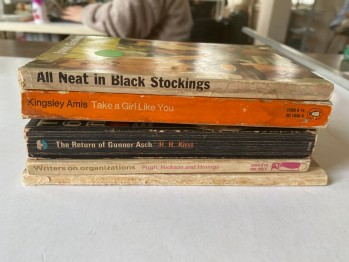 All Neat in Black Stockings
Kingsley Amis Take a Girl Like You
The Return of Gunner Asch H. H. Kirst
Writers on organizations Pugh, Hickson and Hinings